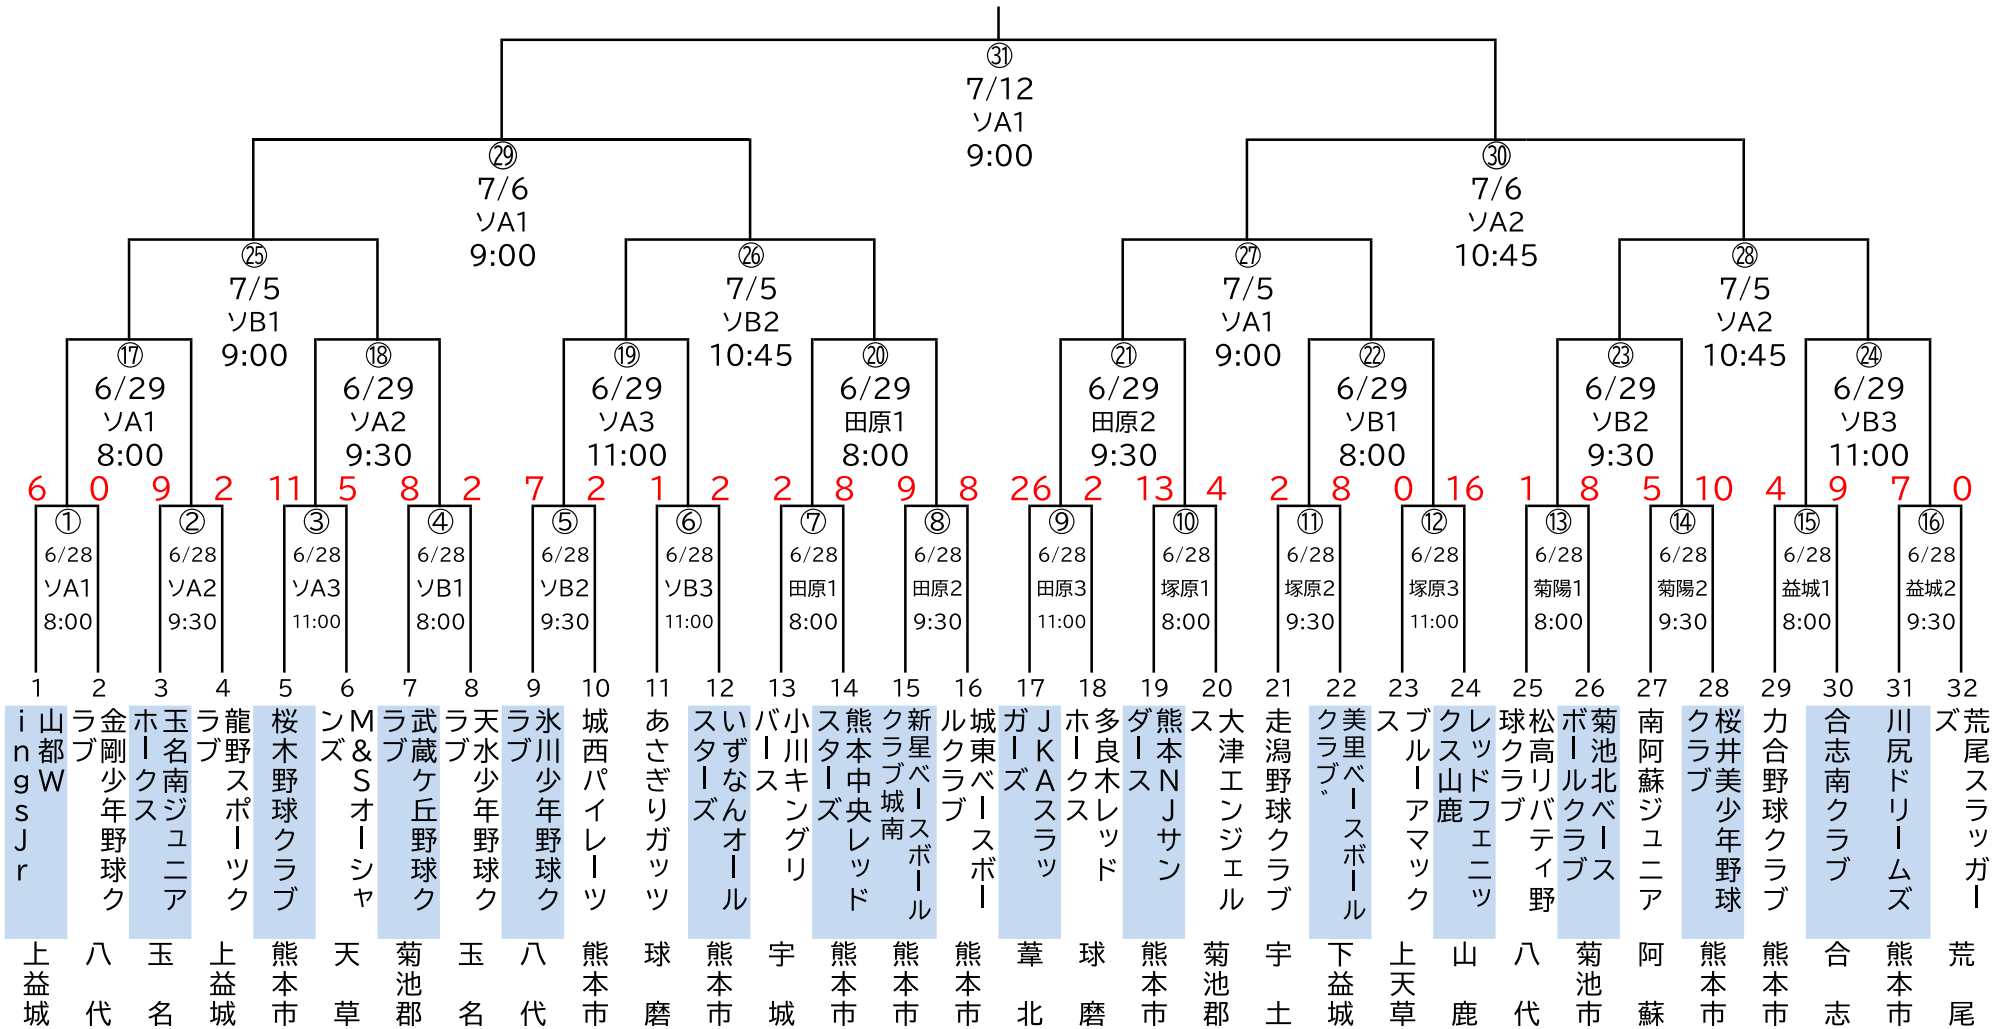 ㉛
7/12
ソA1
9:00
㉙
7/6
ソA1
9:00
㉚
7/6
ソA2
10:45
㉕
7/5
ソB1
9:00
㉖
7/5
ソB2
10:45
㉗
7/5
ソA1
9:00
㉘
7/5
ソA2
10:45
⑰
6/29
ソA1
8:00
⑱
6/29
ソA2
9:30
⑲
6/29
ソA3
11:00
⑳
6/29
田原1
8:00
㉑
6/29
田原2
9:30
㉒
6/29
ソB1
8:00
㉓
6/29
ソB2
9:30
㉔
6/29
ソB3
11:00
6 0 9 2 11 5 8 2 7 2 1 2 2 8 9 8 26 2 13 4 2 8 0 16 1 8 5 10 4 9 7 0
①
6/28
ソA1
8:00
②
6/28
ソA2
9:30
③
6/28
ソA3
11:00
④
6/28
ソB1
8:00
⑤
6/28
ソB2
9:30
⑥
6/28
ソB3
11:00
⑦
6/28
田原1
8:00
⑧
6/28
田原2
9:30
⑨
6/28
田原3
11:00
⑩
6/28
塚原1
8:00
⑪
6/28
塚原2
9:30
⑫
6/28
塚原3
11:00
⑬
6/28
菊陽1
8:00
⑭
6/28
菊陽2
9:30
⑮
6/28
益城1
8:00
⑯
6/28
益城2
9:30
1
山都W
ingsJr
上益城
2
金剛少年野球ク
ラブ
八代
3
玉名南ジュニア
ホークス
玉名
4
龍野スポーツク
ラブ
上益城
5
桜木野球クラブ
熊本市
6
M&Sオーシャ
ンズ
天草
7
武蔵ケ丘野球ク
ラブ
菊池郡
8
天水少年野球ク
ラブ
玉名
9
氷川少年野球ク
ラブ
八代
10
城西パイレーツ
熊本市
11
あさぎりガッツ
球磨
12
いずなんオール
スターズ
熊本市
13
小川キングリ
バース
宇城
14
熊本中央レッド
スターズ
熊本市
15
新星ベースボール
クラブ城南
熊本市
16
城東ベースボー
ルクラブ
熊本市
17
JKAスラッ
ガーズ
葦北
18
多良木レッド
ホークス
球磨
19
熊本NJサン
ダース
熊本市
20
大津エンジェル
ス
菊池郡
21
走潟野球クラブ
宇土
22
美里ベースボール
クラブ゛
下益城
23
ブルーアマック
ス
上天草
24
レッドフェニッ
クス山鹿
山鹿
25
松高リバティ野
球クラブ
八代
26
菊池北ベース
ボールクラブ
菊池市
27
南阿蘇ジュニア
阿蘇
28
桜井美少年野球
クラブ
熊本市
29
力合野球クラブ
熊本市
30
合志南クラブ
合志
31
川尻ドリームズ
熊本市
32
荒尾スラッガー
ズ
荒尾